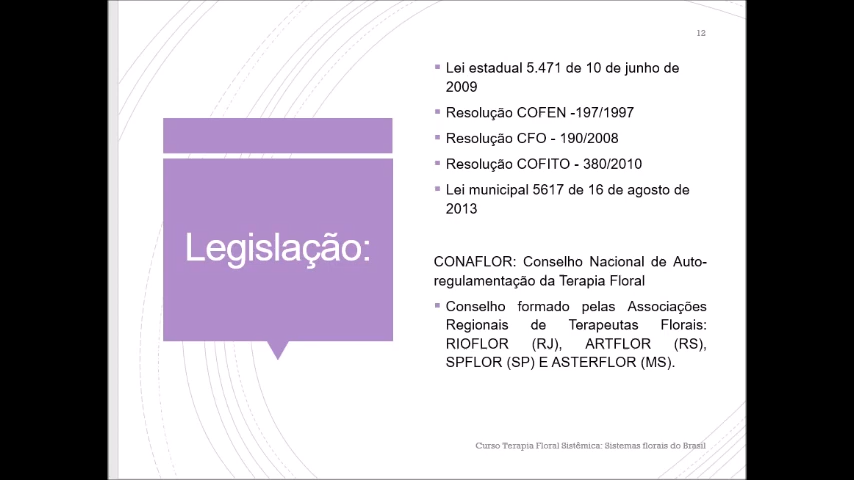 12
Legislação:
Lei estadual 5.471 de 10 de junho de
2009
Resolução COFEN -197/1997
Resolução CFO - 190/2008
Resolução COFITO - 380/2010
Lei municipal 5617 de 16 de agosto de
2013
CONAFLOR: Conselho Nacional de Auto-
regulamentação da Terapia Floral
Conselho formado pelas Associações
Regionais de Terapeutas Florais:
RIOFLOR (RJ), ARTFLOR (RS),
SPFLOR (SP) E ASTERFLOR (MS).
Curso Terapia Floral Sistêmica: Sistemas florais do Brasil